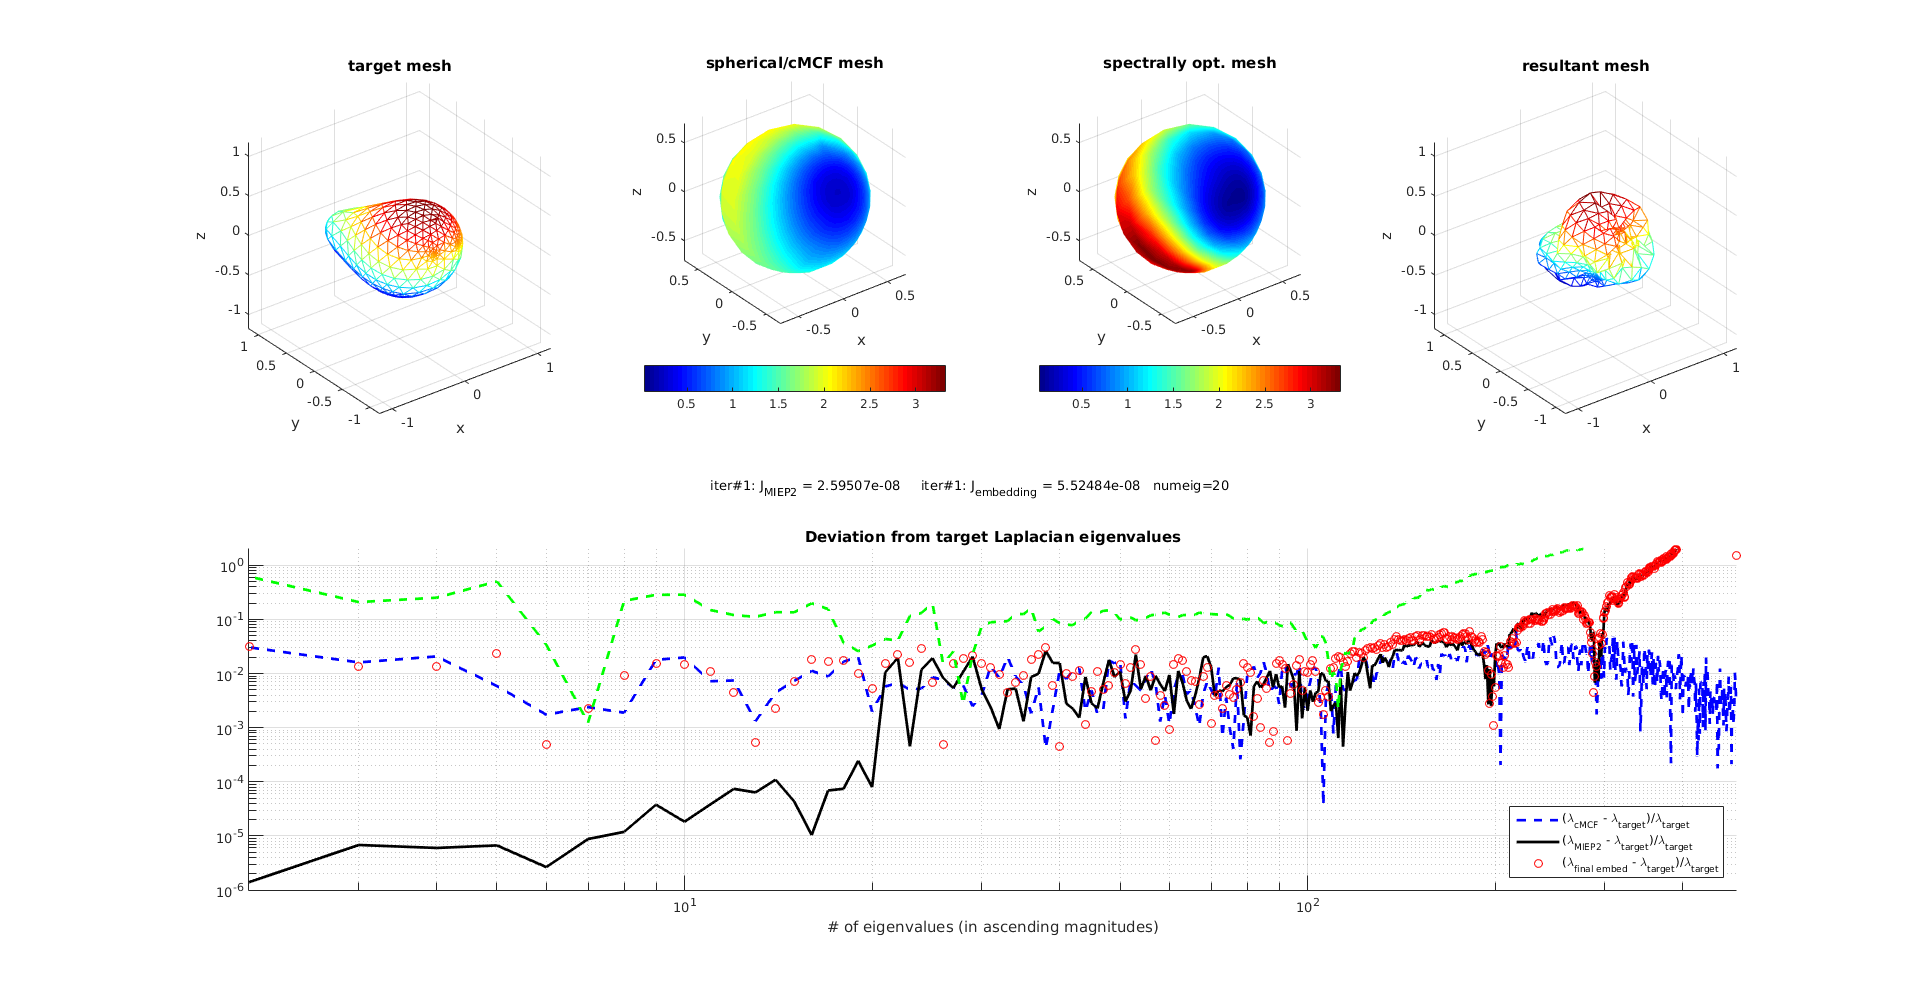 target mesh
spherical/cMCF mesh
spectrally opt. mesh
resultant mesh
1
0.5
0
-0.5
-1
z
1
0.5
0
-0.5
-1
y
-1
0
1
x
0.5
0
-0.5
z
0.5
0
-0.5
y
-0.5
0
0.5
x
0.5 1 1.5 2 2.5 3
0.5
0
-0.5
z
0.5
0
-0.5
y
-0.5
0
0.5
x
0.5 1 1.5 2 2.5 3
1
0.5
0
-0.5
-1
z
1
0.5
0
-0.5
-1
y
-1
0
1
x
iter#1: J_MIEP2 = 2.59507e-08 iter#1: J_embedding = 5.52484e-08 numeig=20
Deviation from target Laplacian eigenvalues
10^0
10^-1
10^-2
10^-3
10^-4
10^-5
10^-6
10^1 10^2
# of eigenvalues (in ascending magnitudes)
(λ_cMCF - λ_target)/λ_target
(λ_MIEP2 - λ_target)/λ_target
(λ_final embed - λ_target)/λ_target